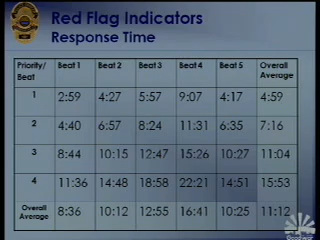 Red Flag Indicators
Response Time
Priority/ Beat 1 Beat 2 Beat 3 Beat 4 Beat 5 Overall
Beat Average
1 2:59 4:27 5:57 9:07 4:17 4:59
2 4:40 6:57 8:24 11:31 6:35 7:16
3 8:44 10:15 12:47 15:26 10:27 11:04
4 11:36 14:48 18:58 22:21 14:51 15:53
Overall 8:36 10:12 12:55 16:41 10:25 11:12
Average